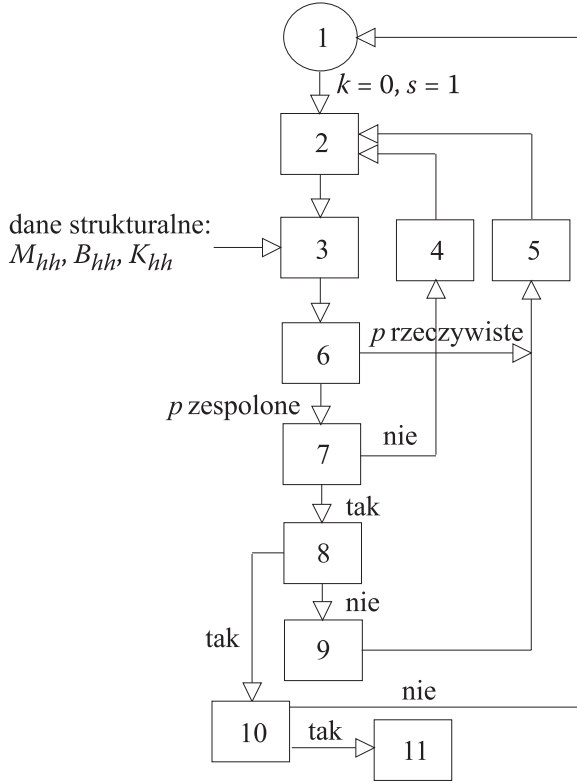 1
k = 0, s = 1
2
dane strukturalne:
M_hh, B_hh, K_hh
3
4
5
6
p rzeczywiste
p zespolone
7
nie
tak
8
nie
tak
9
nie
10
tak
11